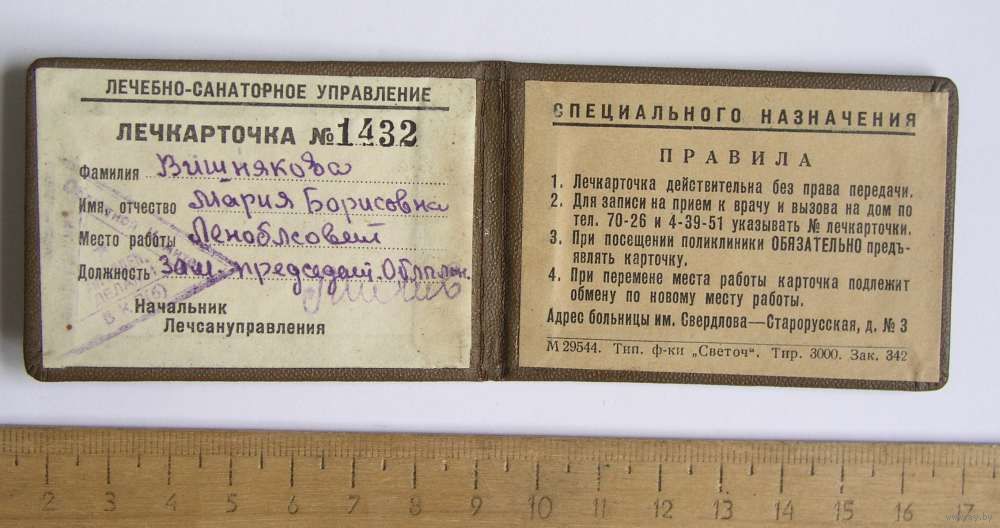 ЛЕЧЕБНО-САНАТОРНОЕ УПРАВЛЕНИЕ
ЛЕЧКАРТОЧКА №1432
Фамилия Вишнякова
Имя, отчество Мария Борисовна
Место работы Леноблсовет
Должность Зам. председат. Облплан.
Начальник
Лечсануправления
СПЕЦИАЛЬНОГО НАЗНАЧЕНИЯ
ПРАВИЛА
1. Лечкарточка действительна без права передачи.
2. Для записи на прием к врачу и вызова на дом по
тел. 70-26 и 4-39-51 указывать № лечкарточки.
3. При посещении поликлиники ОБЯЗАТЕЛЬНО предъ-
являть карточку.
4. При перемене места работы карточка подлежит
обмену по новому месту работы.
Адрес больницы им. Свердлова—Старорусская, д. № 3
М 29544. Тип. ф-ки „Светоч“. Тир. 3000. Зак. 342
2 3 4 5 6 7 8 9 10 11 12 13 14 15 16 17